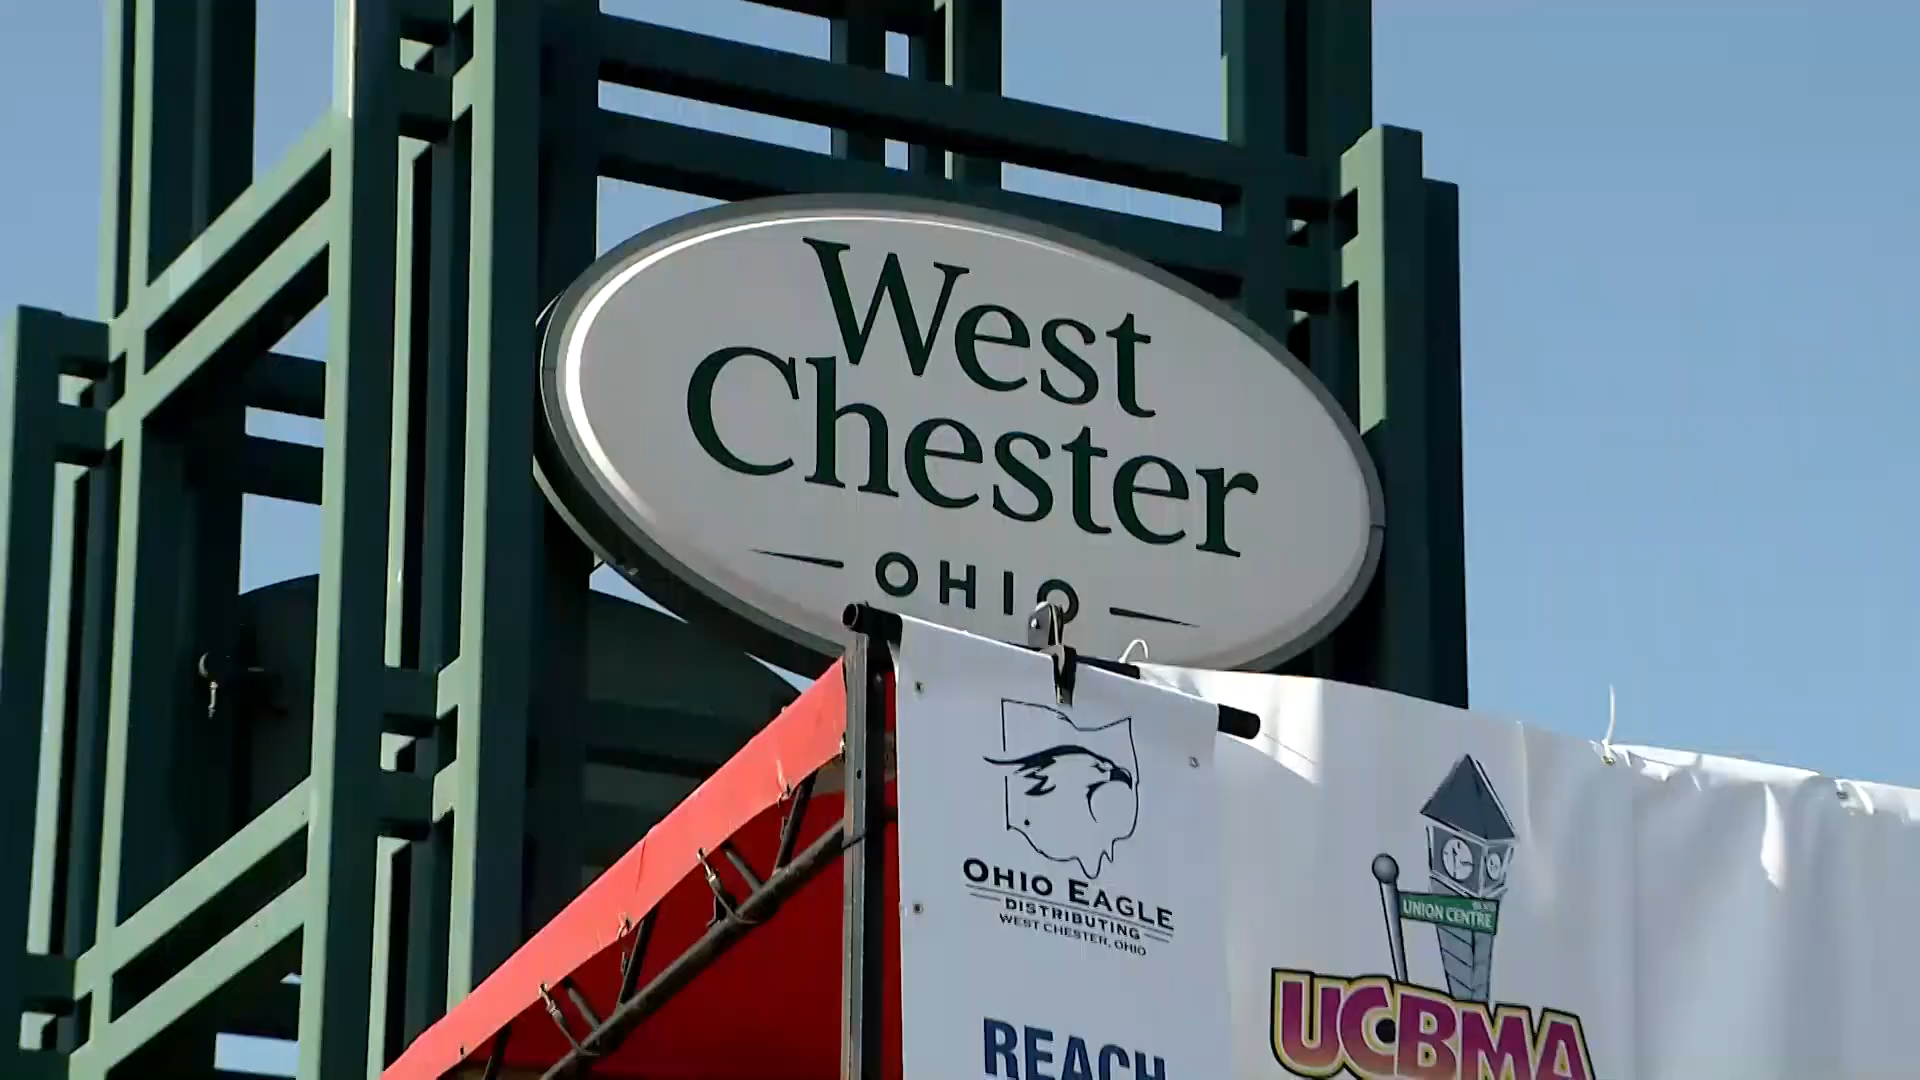 West
Chester
OHIO
OHIO EAGLE
DISTRIBUTING
WEST CHESTER, OHIO
REACH
UNION CENTRE
UCBMA